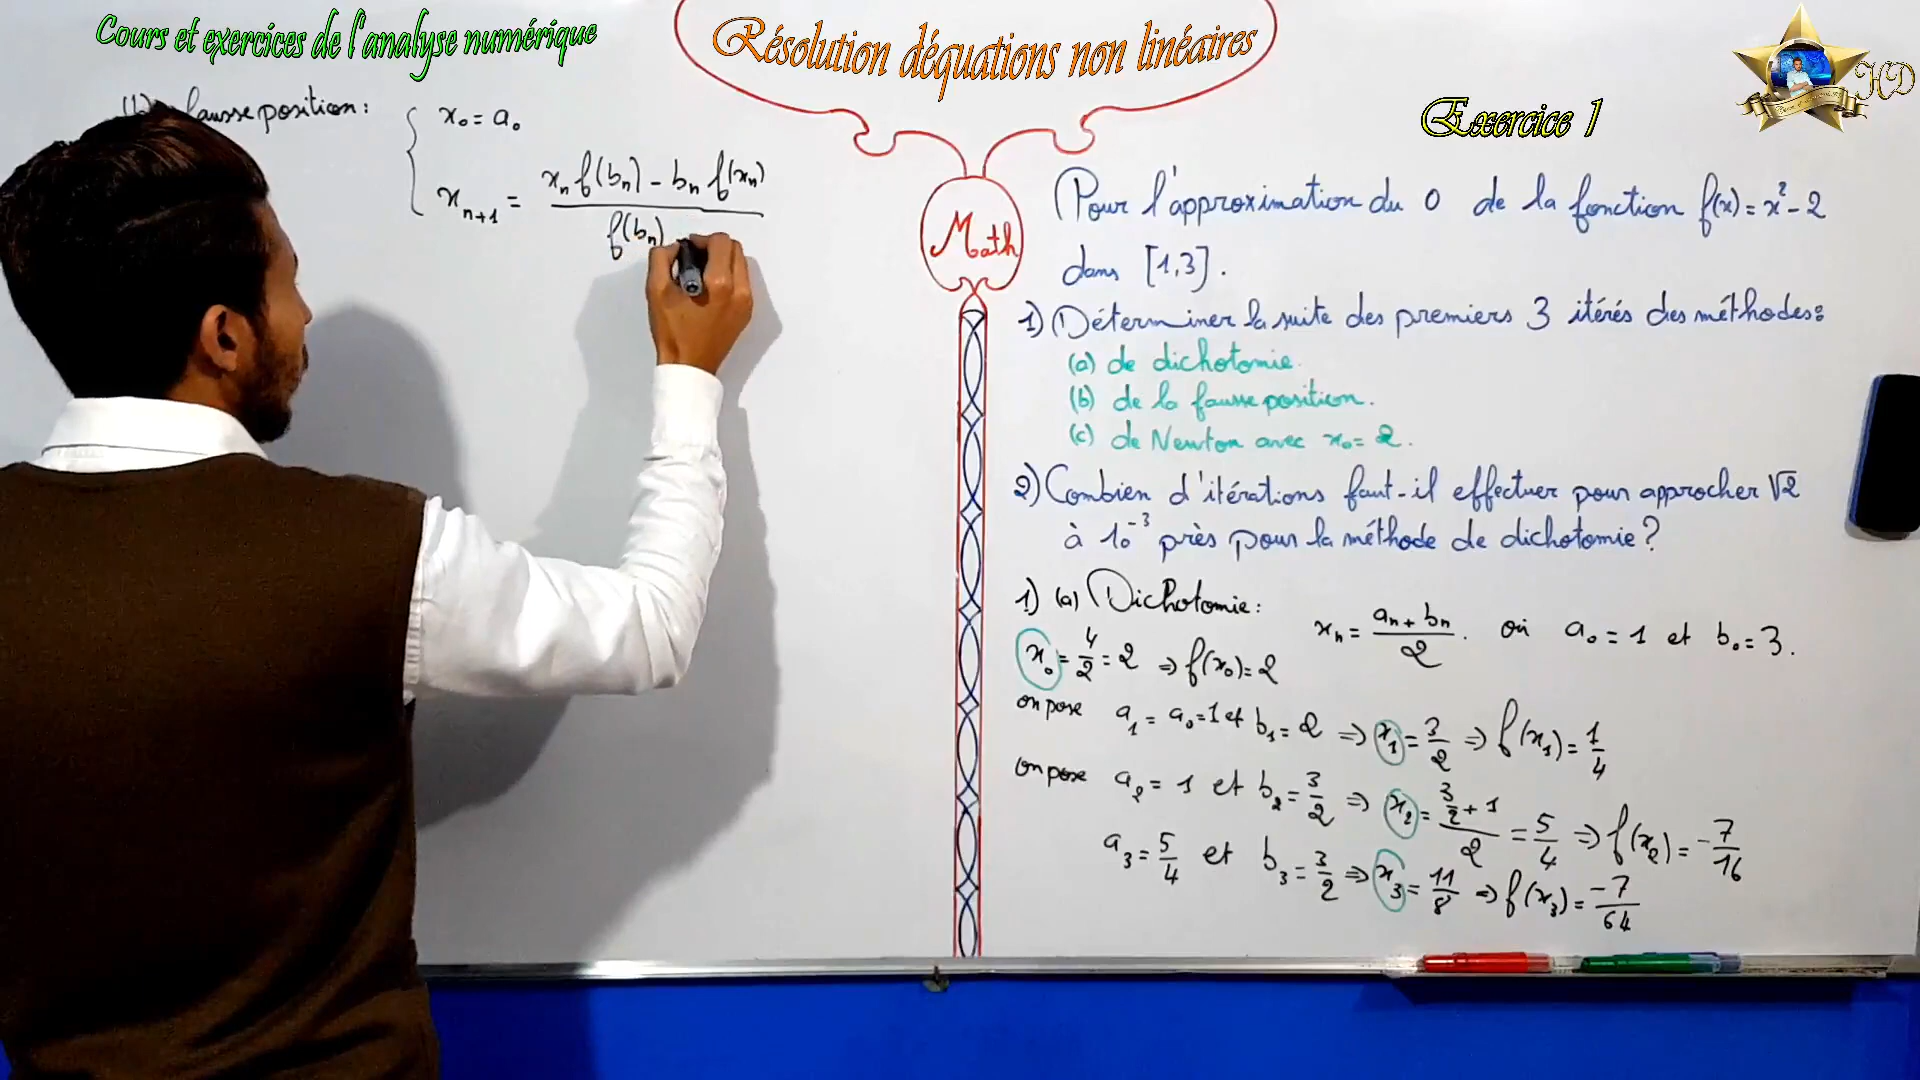 Cours et exercices de l'analyse numérique
Résolution déquations non linéaires
HD
Exercice 1
Math
fausse position :
x₀ = a₀
xₙ₊₁ = (xₙ f(bₙ) - bₙ f(xₙ)) / f(bₙ)
Pour l'approximation du 0 de la fonction f(x) = x² - 2
dans [1,3].
1) Déterminer la suite des premiers 3 itérés des méthodes :
(a) de dichotomie.
(b) de la fausse position.
(c) de Newton avec x₀ = 2.
2) Combien d'itérations faut-il effectuer pour approcher √2
à 10⁻³ près pour la méthode de dichotomie ?
1) (a) Dichotomie :
xₙ = (aₙ + bₙ)/2 . où a₀ = 1 et b₀ = 3.
x₀ = 4/2 = 2 ⇒ f(x₀) = 2
on pose a₁ = a₀ = 1 et b₁ = 2 ⇒ x₁ = 3/2 ⇒ f(x₁) = 1/4
on pose a₂ = 1 et b₂ = 3/2 ⇒ x₂ = (3/2 + 1)/2 = 5/4 ⇒ f(x₂) = -7/16
a₃ = 5/4 et b₃ = 3/2 ⇒ x₃ = 11/8 ⇒ f(x₃) = -7/64